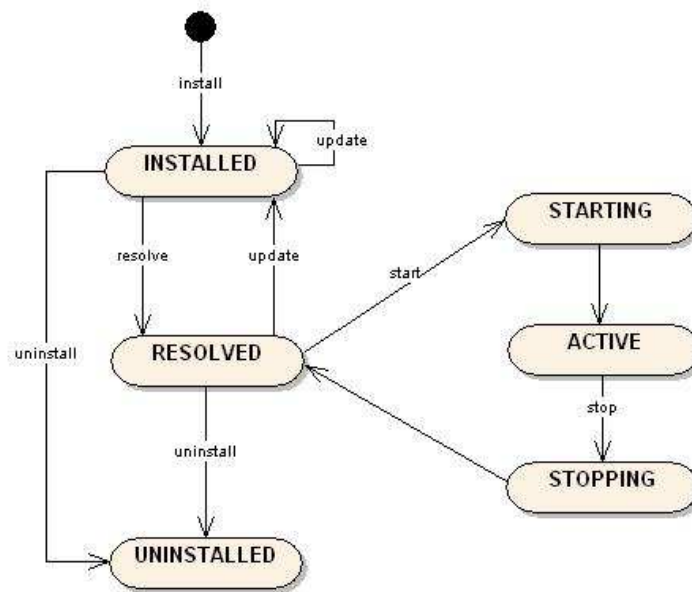 install
update
INSTALLED
STARTING
resolve
update
start
uninstall
RESOLVED
ACTIVE
stop
uninstall
STOPPING
UNINSTALLED